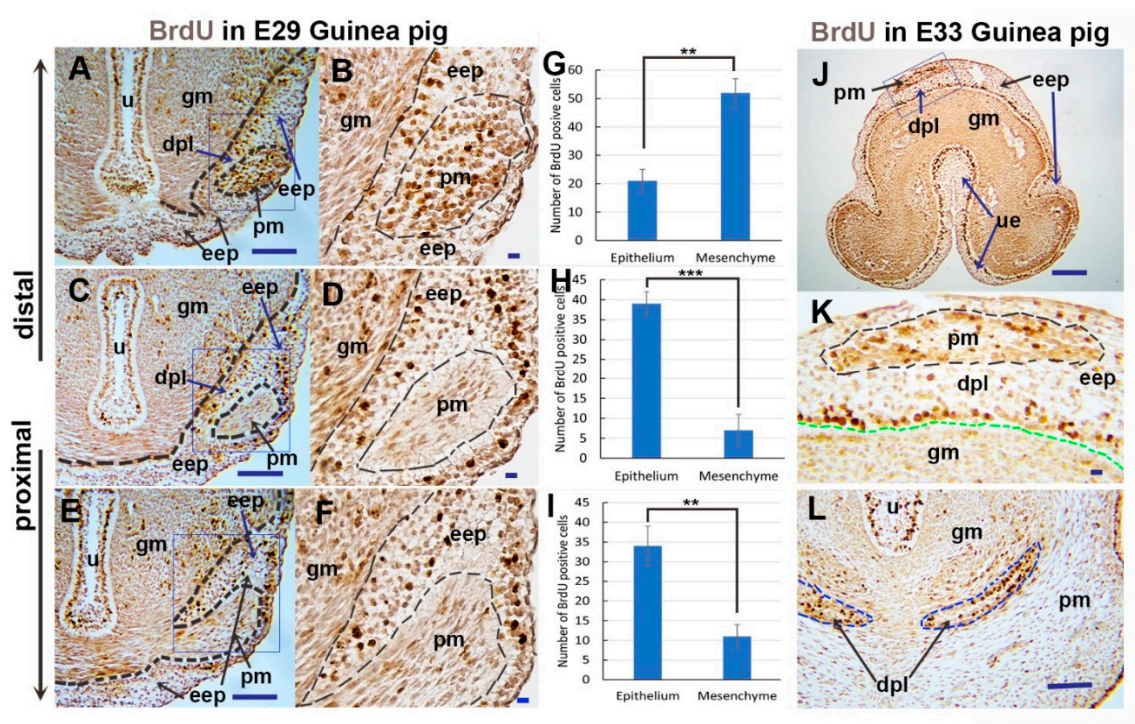 BrdU in E29 Guinea pig
BrdU in E33 Guinea pig
distal
proximal
A
u
gm
dpl
eep
pm
eep
B
eep
gm
pm
eep
C
gm
eep
u
dpl
eep
pm
D
eep
gm
pm
E
eep
gm
u
pm
eep
F
eep
gm
pm
G
**
Number of BrdU posive cells
60
50
40
30
20
10
0
Epithelium Mesenchyme
H
***
Number of BrdU positive cells
45
40
35
30
25
20
15
10
5
0
Epithelium Mesenchyme
I
**
Number of BrdU positive cells
45
40
35
30
25
20
15
10
5
0
Epithelium Mesenchyme
J
pm
eep
dpl
gm
ue
K
pm
dpl
eep
gm
L
u
gm
pm
dpl